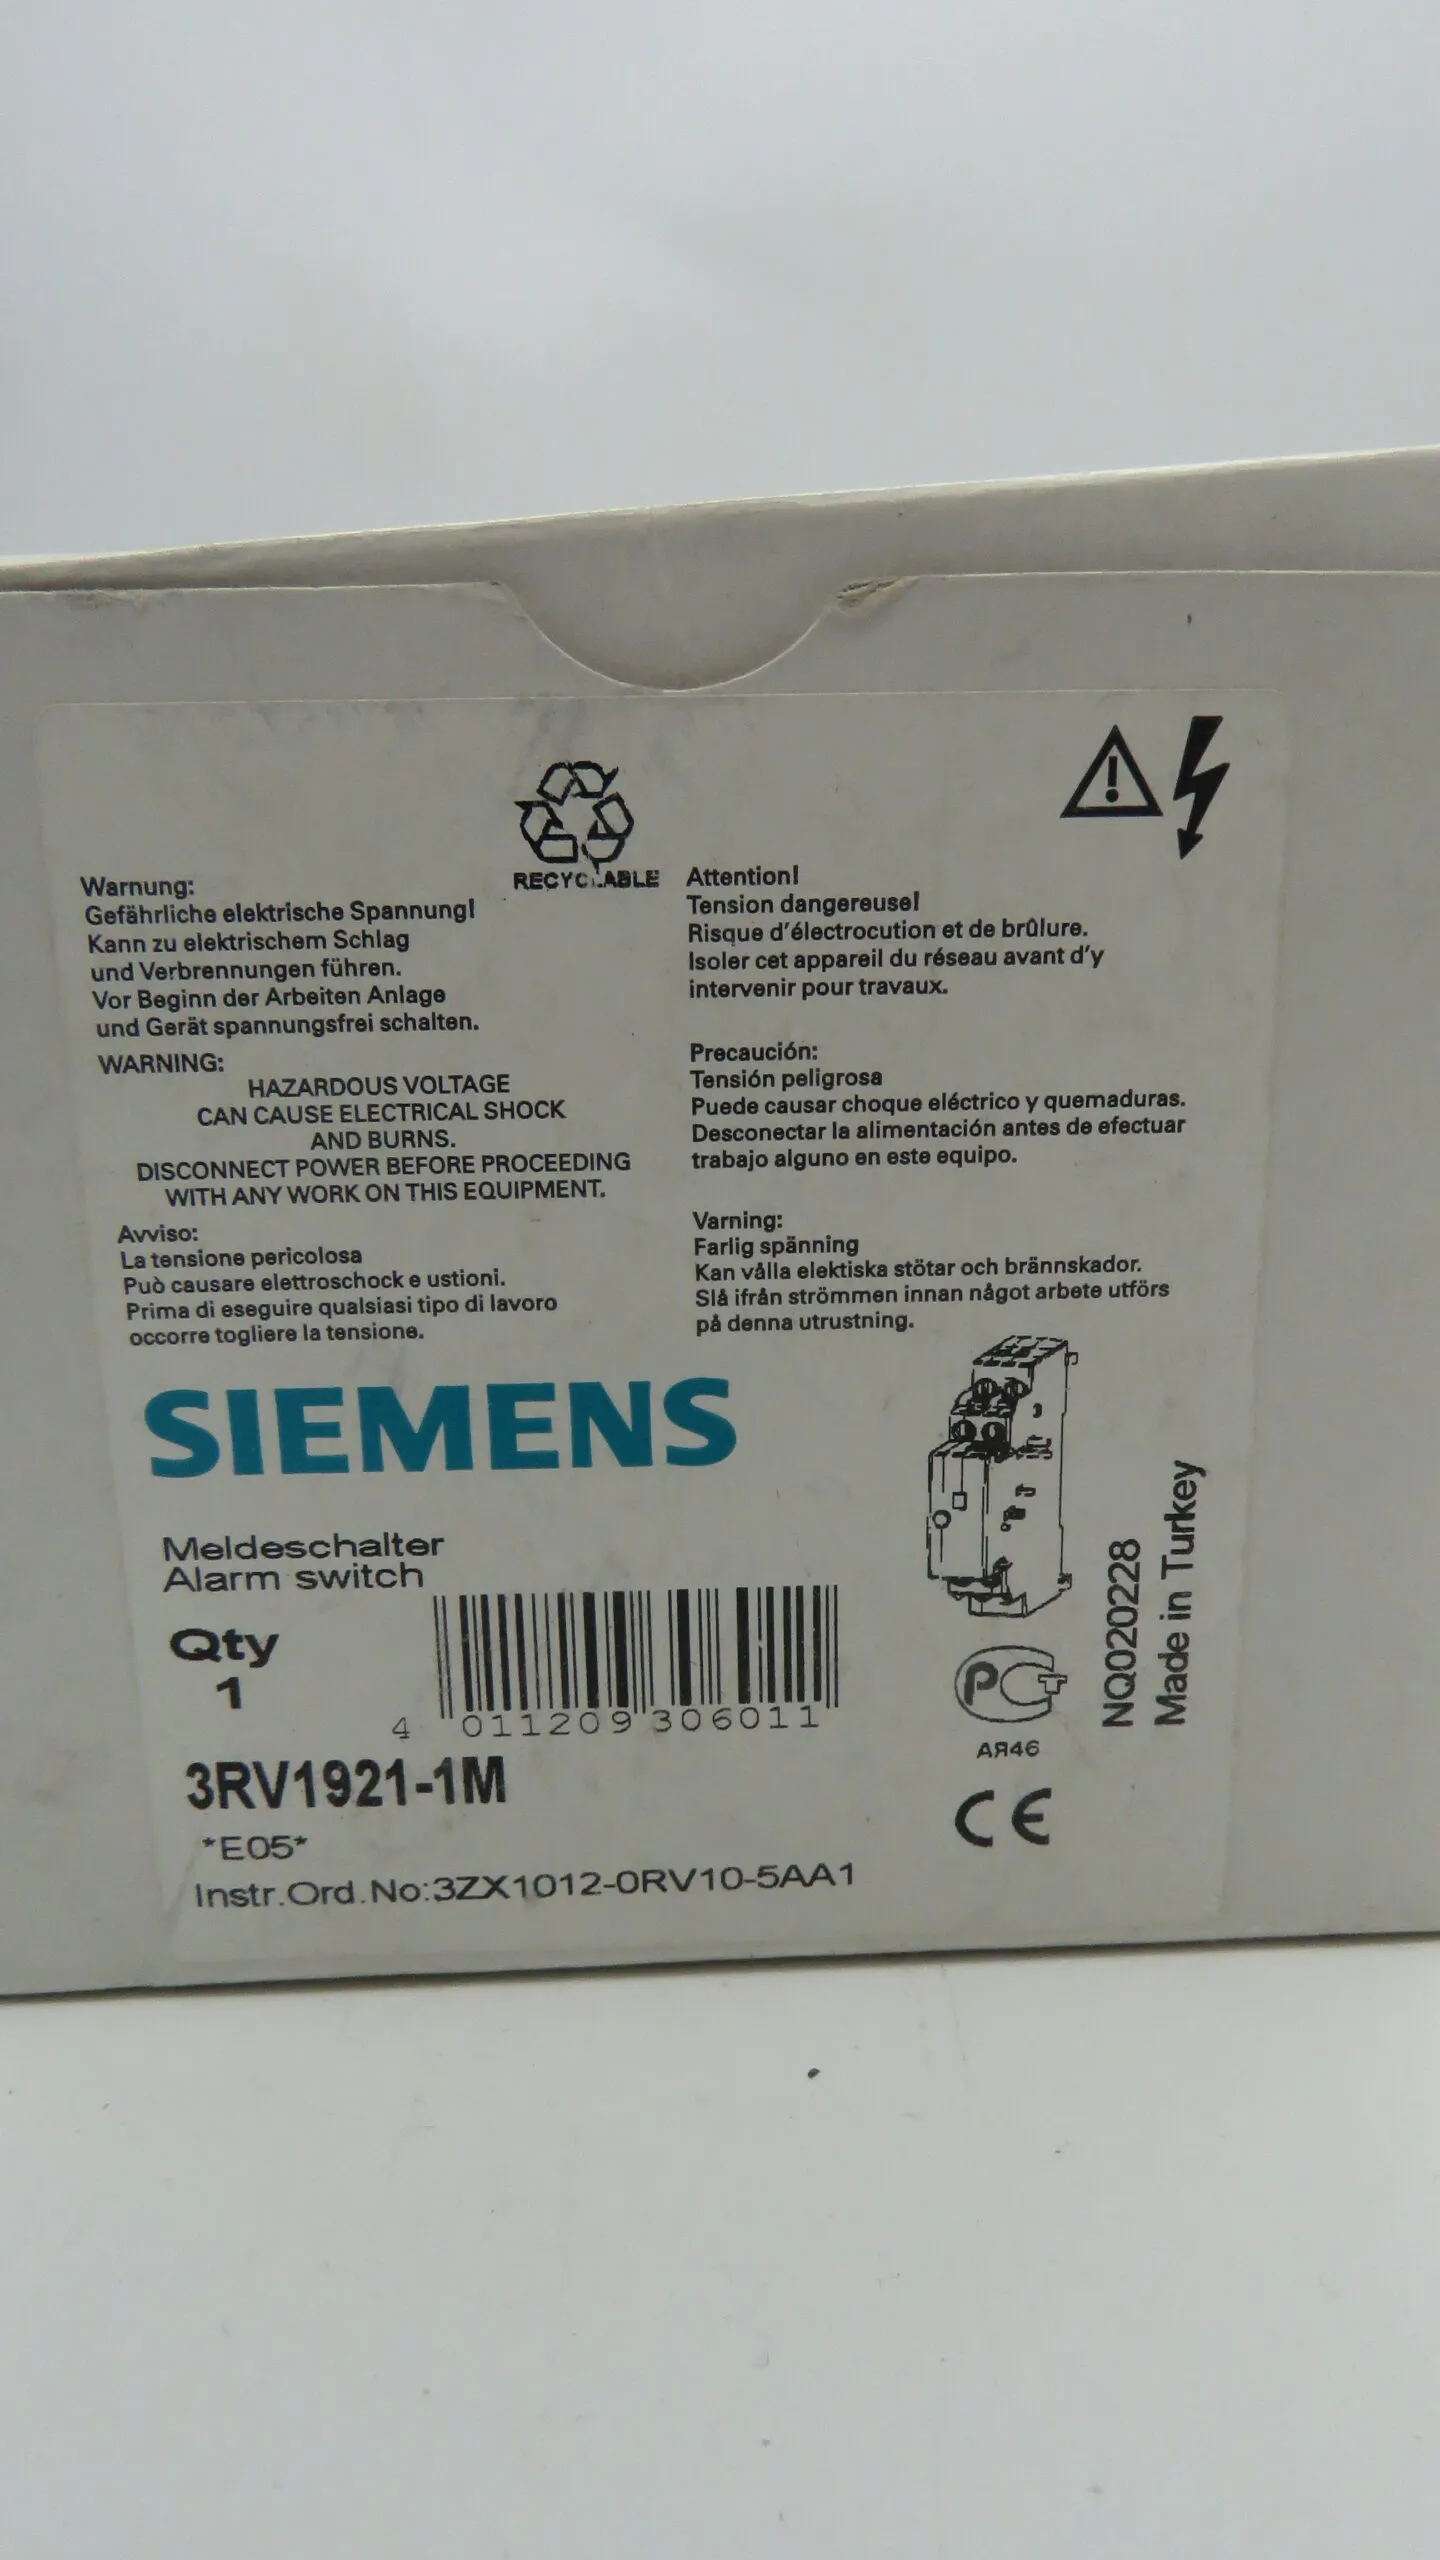 RECYCLABLE
Warnung:
Gefährliche elektrische Spannung!
Kann zu elektrischem Schlag
und Verbrennungen führen.
Vor Beginn der Arbeiten Anlage
und Gerät spannungsfrei schalten.
WARNING:
HAZARDOUS VOLTAGE
CAN CAUSE ELECTRICAL SHOCK
AND BURNS.
DISCONNECT POWER BEFORE PROCEEDING
WITH ANY WORK ON THIS EQUIPMENT.
Avviso:
La tensione pericolosa
Può causare elettroschock e ustioni.
Prima di eseguire qualsiasi tipo di lavoro
occorre togliere la tensione.
Attention!
Tension dangereuse!
Risque d'électrocution et de brûlure.
Isoler cet appareil du réseau avant d'y
intervenir pour travaux.
Precaución:
Tensión peligrosa
Puede causar choque eléctrico y quemaduras.
Desconectar la alimentación antes de efectuar
trabajo alguno en este equipo.
Varning:
Farlig spänning
Kan vålla elektiska stötar och brännskador.
Slå ifrån strömmen innan något arbete utförs
på denna utrustning.
SIEMENS
Meldeschalter
Alarm switch
Qty
1
4 011209 306011
3RV1921-1M
*E05*
Instr.Ord.No:3ZX1012-0RV10-5AA1
PCT
АЯ46
CE
NQ020228
Made in Turkey